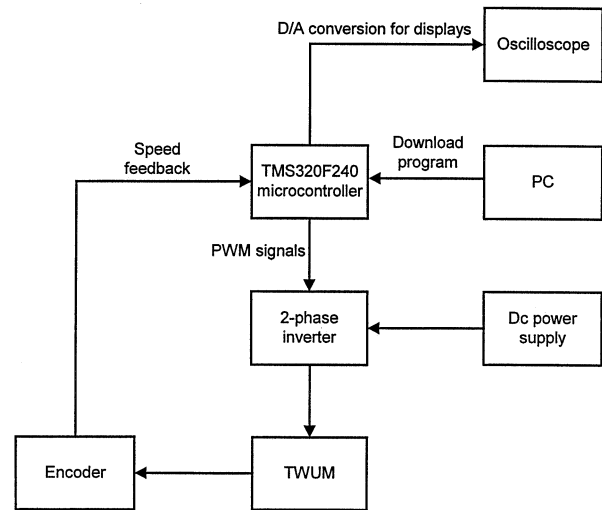 D/A conversion for displays
Oscilloscope
Speed
feedback
TMS320F240
microcontroller
Download
program
PC
PWM signals
2-phase
inverter
Dc power
supply
Encoder
TWUM